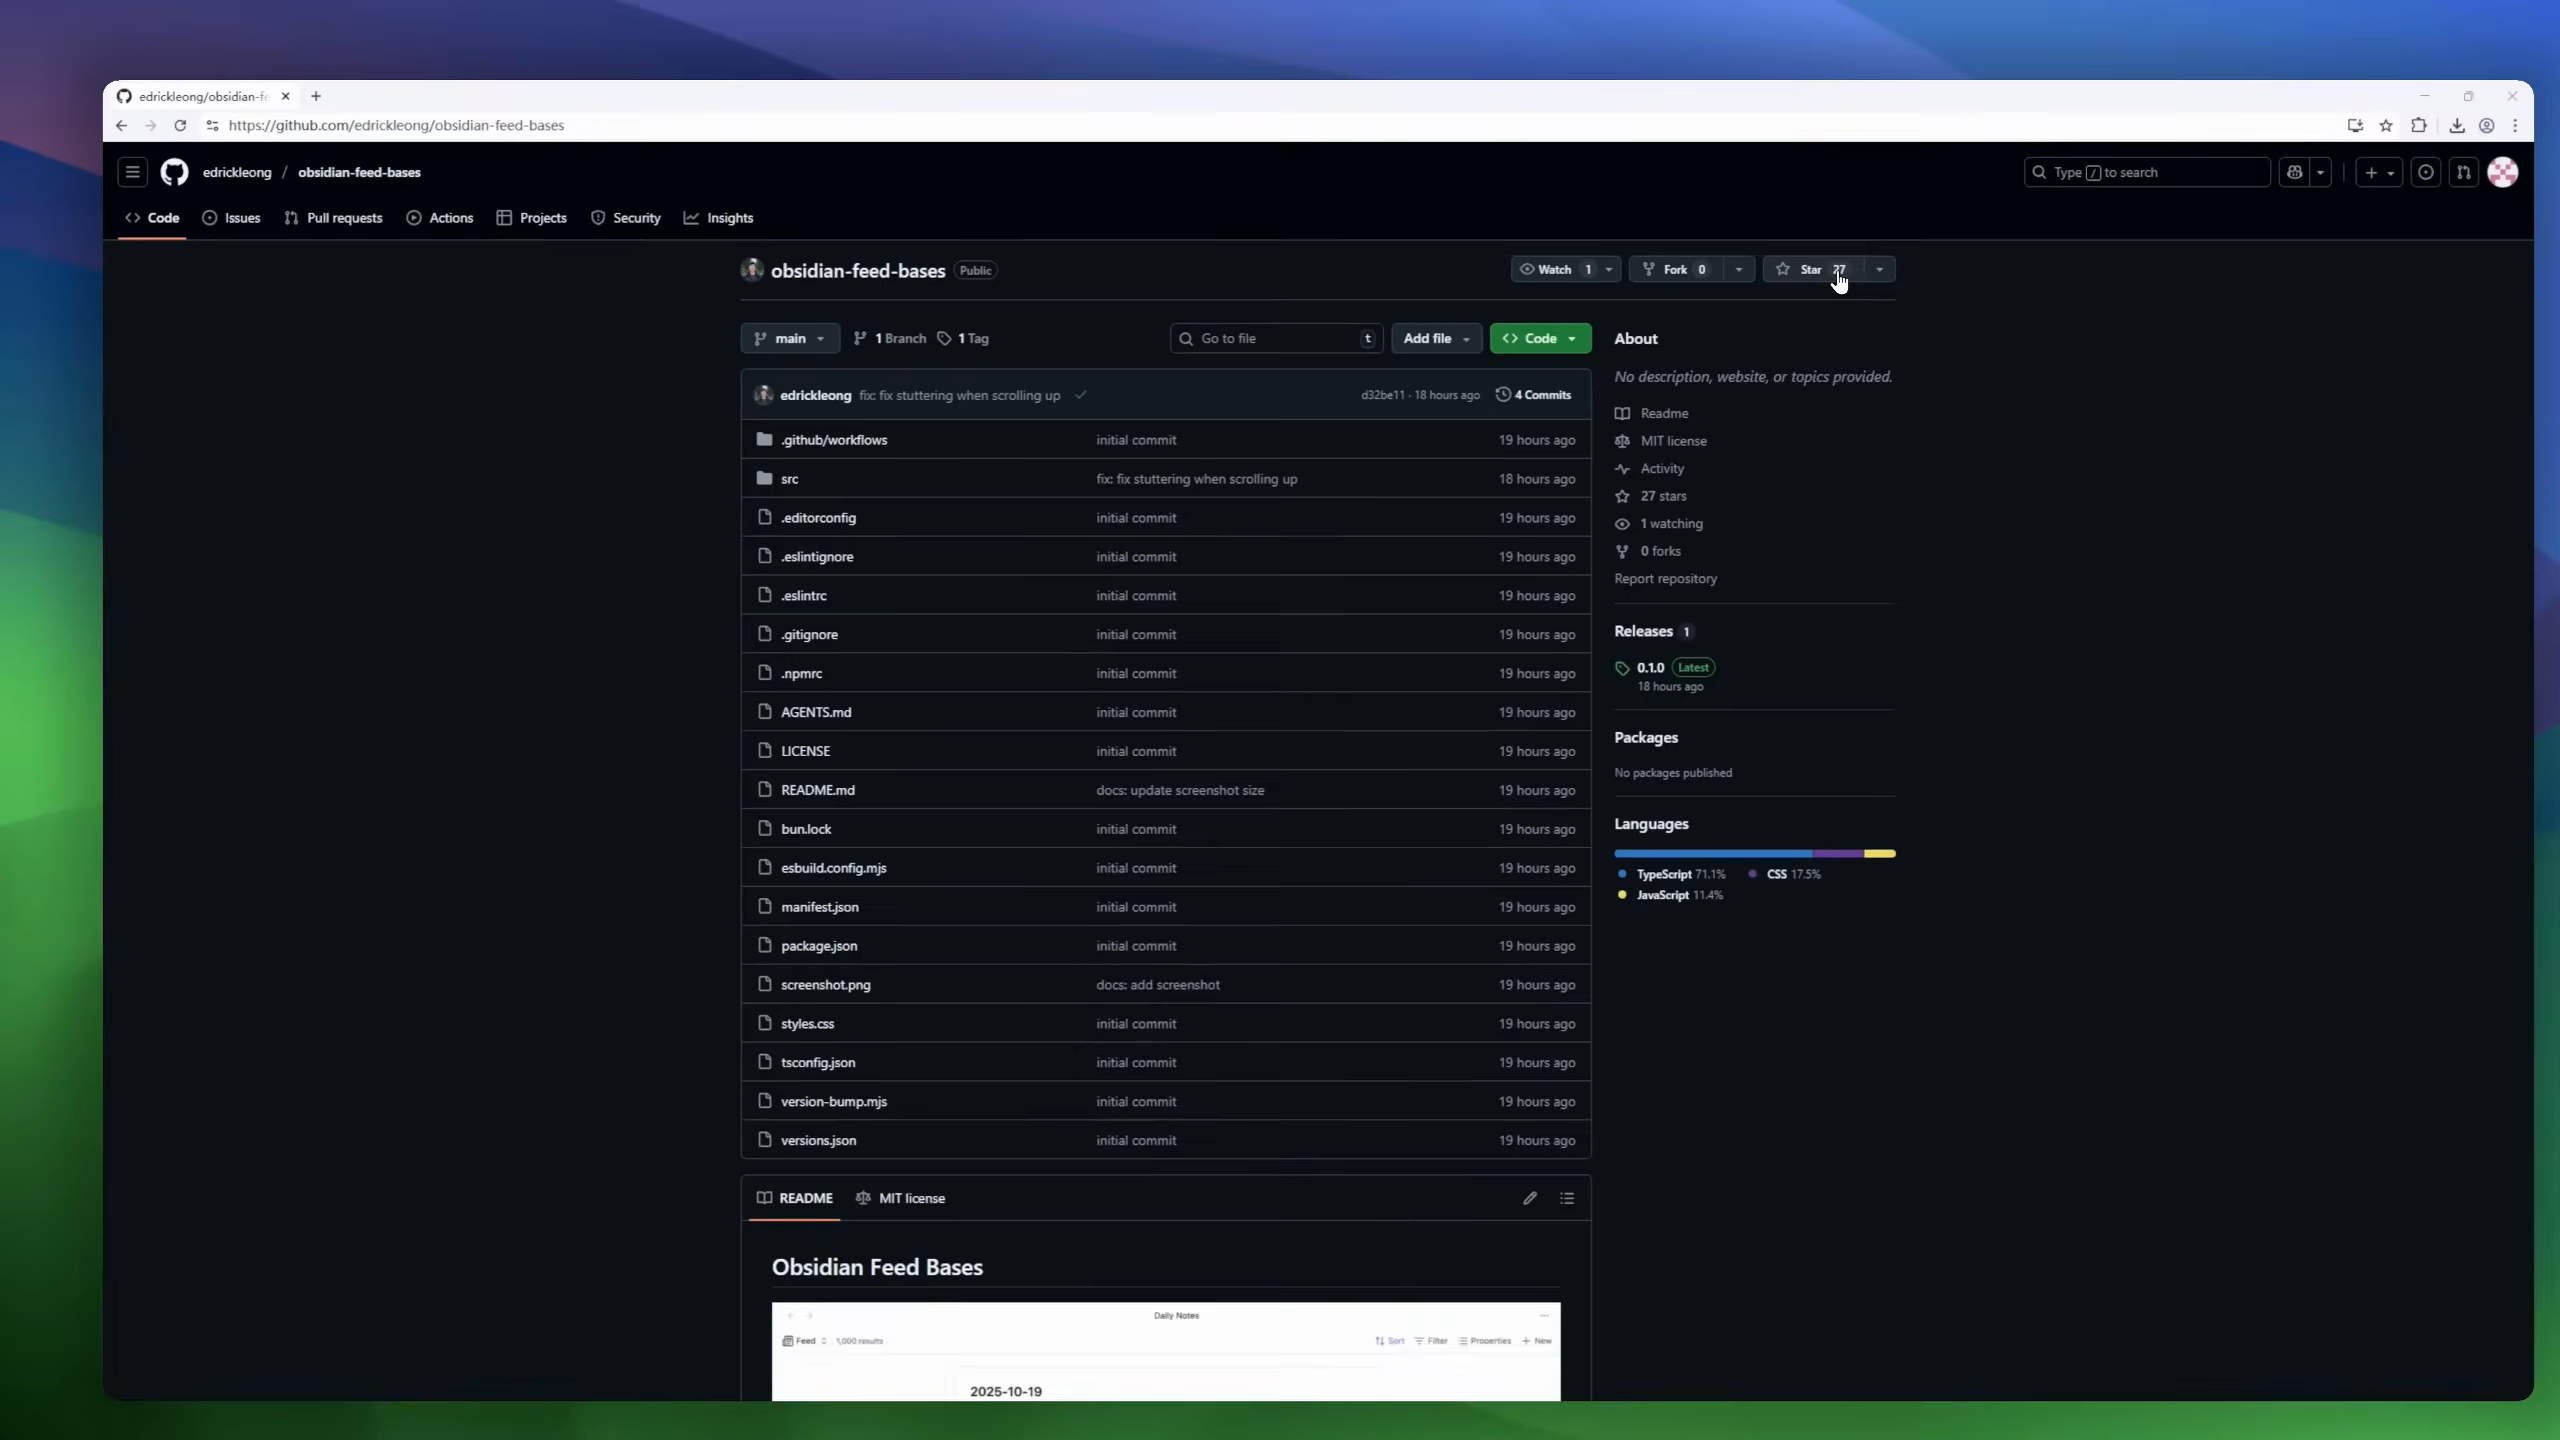 edrickleong/obsidian-fe
https://github.com/edrickleong/obsidian-feed-bases
edrickleong / obsidian-feed-bases
Type / to search
Code Issues Pull requests Actions Projects Security Insights
obsidian-feed-bases Public
Watch 1 Fork 0 Star 27
main 1 Branch 1 Tag Go to file t Add file Code
edrickleong fix: fix stuttering when scrolling up d32be11 · 18 hours ago 4 Commits
.github/workflows initial commit 19 hours ago
src fix: fix stuttering when scrolling up 18 hours ago
.editorconfig initial commit 19 hours ago
.eslintignore initial commit 19 hours ago
.eslintrc initial commit 19 hours ago
.gitignore initial commit 19 hours ago
.npmrc initial commit 19 hours ago
AGENTS.md initial commit 19 hours ago
LICENSE initial commit 19 hours ago
README.md docs: update screenshot size 19 hours ago
bun.lock initial commit 19 hours ago
esbuild.config.mjs initial commit 19 hours ago
manifest.json initial commit 19 hours ago
package.json initial commit 19 hours ago
screenshot.png docs: add screenshot 19 hours ago
styles.css initial commit 19 hours ago
tsconfig.json initial commit 19 hours ago
version-bump.mjs initial commit 19 hours ago
versions.json initial commit 19 hours ago
README MIT license
Obsidian Feed Bases
Daily Notes
Feed 1,000 results Sort Filter Properties + New
2025-10-19
About
No description, website, or topics provided.
Readme
MIT license
Activity
27 stars
1 watching
0 forks
Report repository
Releases 1
0.1.0 Latest
18 hours ago
Packages
No packages published
Languages
TypeScript 71.1% CSS 17.5%
JavaScript 11.4%